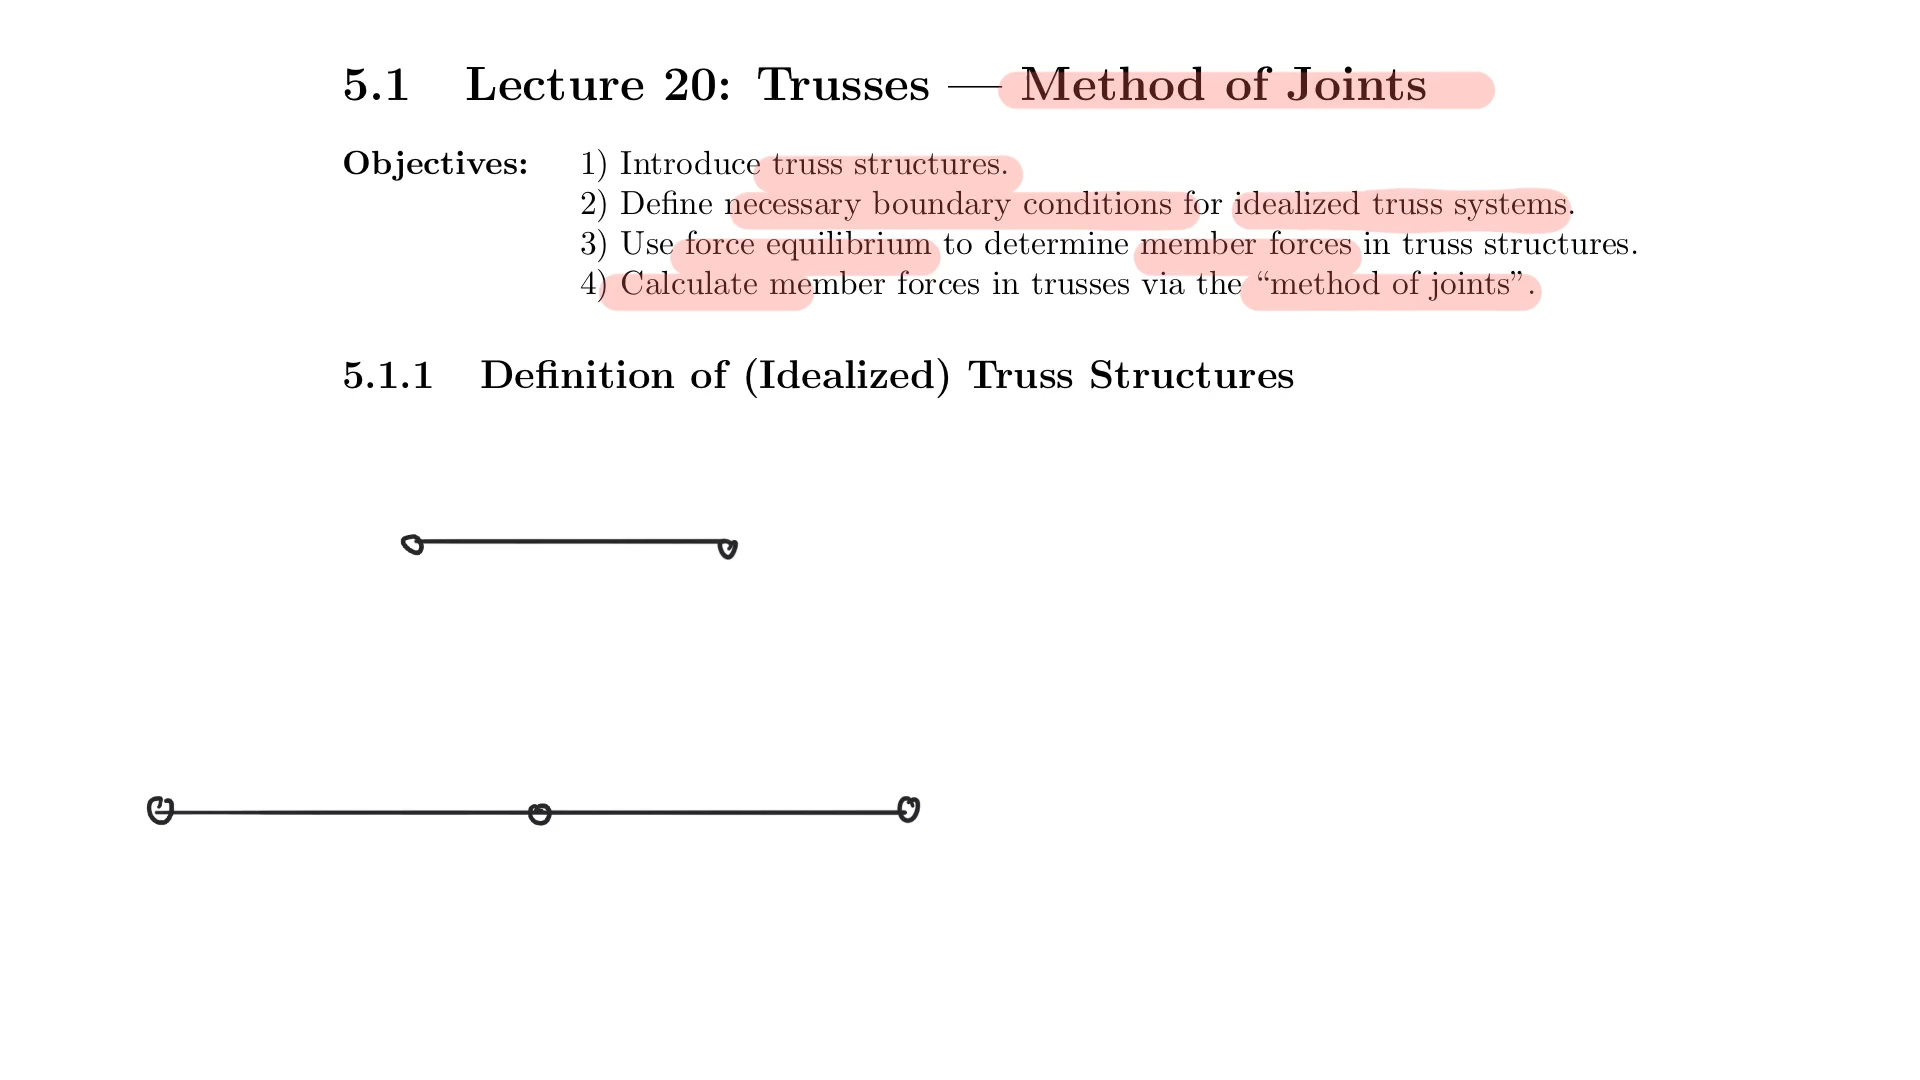 5.1 Lecture 20: Trusses — Method of Joints
Objectives: 1) Introduce truss structures.
2) Define necessary boundary conditions for idealized truss systems.
3) Use force equilibrium to determine member forces in truss structures.
4) Calculate member forces in trusses via the “method of joints”.
5.1.1 Definition of (Idealized) Truss Structures